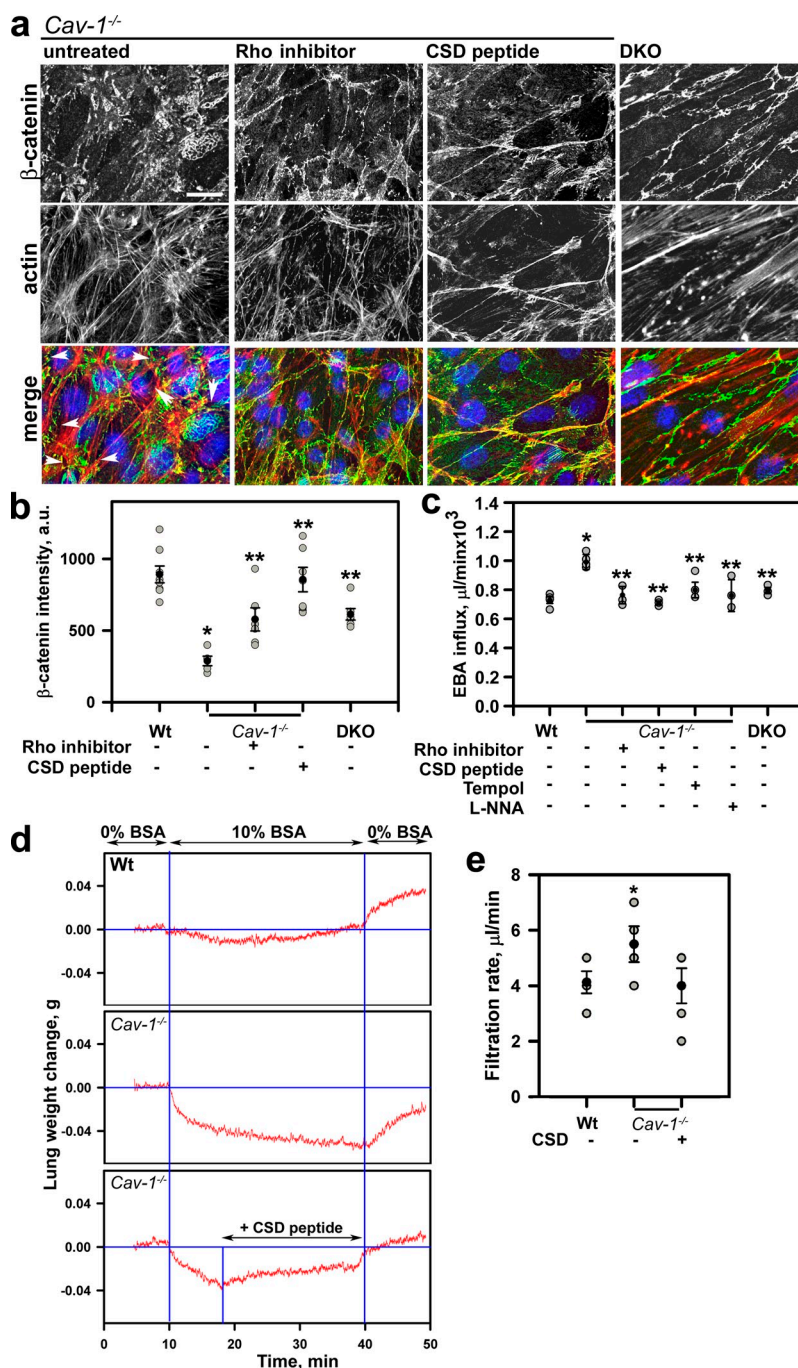 a
Cav-1-/-
untreated Rho inhibitor CSD peptide DKO
β-catenin
actin
merge
b
β-catenin intensity, a.u.
1000
500
0
**
**
**
*
Wt Cav-1-/- DKO
Rho inhibitor - - + - -
CSD peptide - - - + -
c
EBA influx, μl/minx10³
1.4
1.2
1.0
0.8
0.6
0.4
0.2
0.0
* ** ** ** ** **
Wt Cav-1-/- DKO
Rho inhibitor - - + - - - -
CSD peptide - - - + - - -
Tempol - - - - + - -
L-NNA - - - - - + -
d
0% BSA 10% BSA 0% BSA
Lung weight change, g
Wt
0.04
0.00
-0.04
Cav-1-/-
0.04
0.00
-0.04
Cav-1-/-
+ CSD peptide
0.04
0.00
-0.04
0 10 20 30 40 50
Time, min
e
Filtration rate, μl/min
8
6
4
2
0
*
Wt Cav-1-/-
CSD - - +